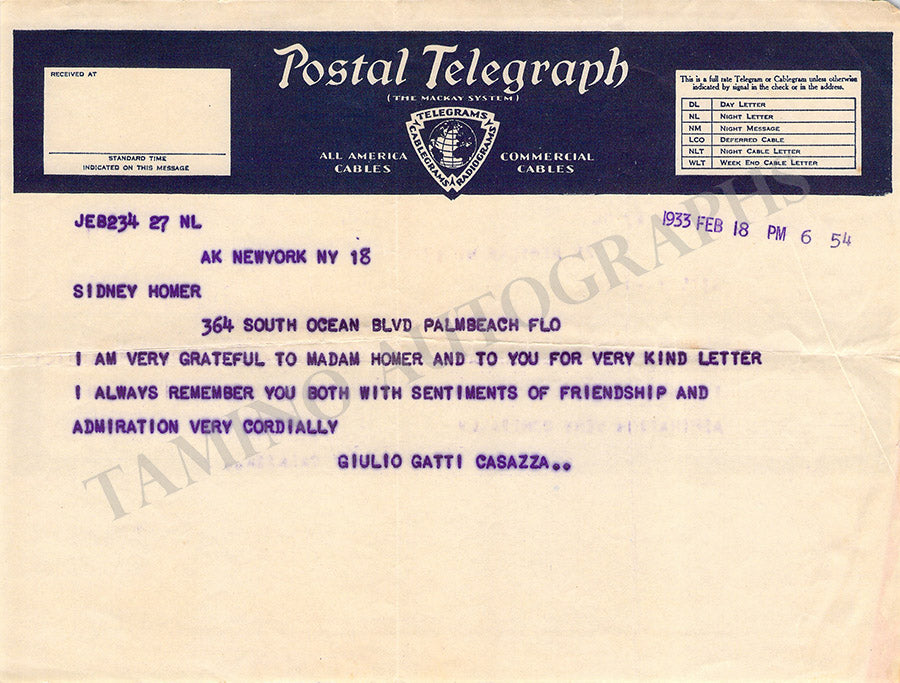 Postal Telegraph
(THE MACKAY SYSTEM)
RECEIVED AT
STANDARD TIME
INDICATED ON THIS MESSAGE
TELEGRAMS
CABLEGRAMS
RADIOGRAMS
ALL AMERICA CABLES
COMMERCIAL CABLES
This is a full rate Telegram or Cablegram unless otherwise
indicated by signal in the check or in the address.
DL DAY LETTER
NL NIGHT LETTER
NM NIGHT MESSAGE
LCO DEFERRED CABLE
NLT NIGHT CABLE LETTER
WLT WEEK END CABLE LETTER
JEB234 27 NL
1933 FEB 18 PM 6 54
AK NEWYORK NY 18
SIDNEY HOMER
364 SOUTH OCEAN BLVD PALMBEACH FLO
I AM VERY GRATEFUL TO MADAM HOMER AND TO YOU FOR VERY KIND LETTER
I ALWAYS REMEMBER YOU BOTH WITH SENTIMENTS OF FRIENDSHIP AND
ADMIRATION VERY CORDIALLY
GIULIO GATTI CASAZZA..
TAMINO AUTOGRAPHS